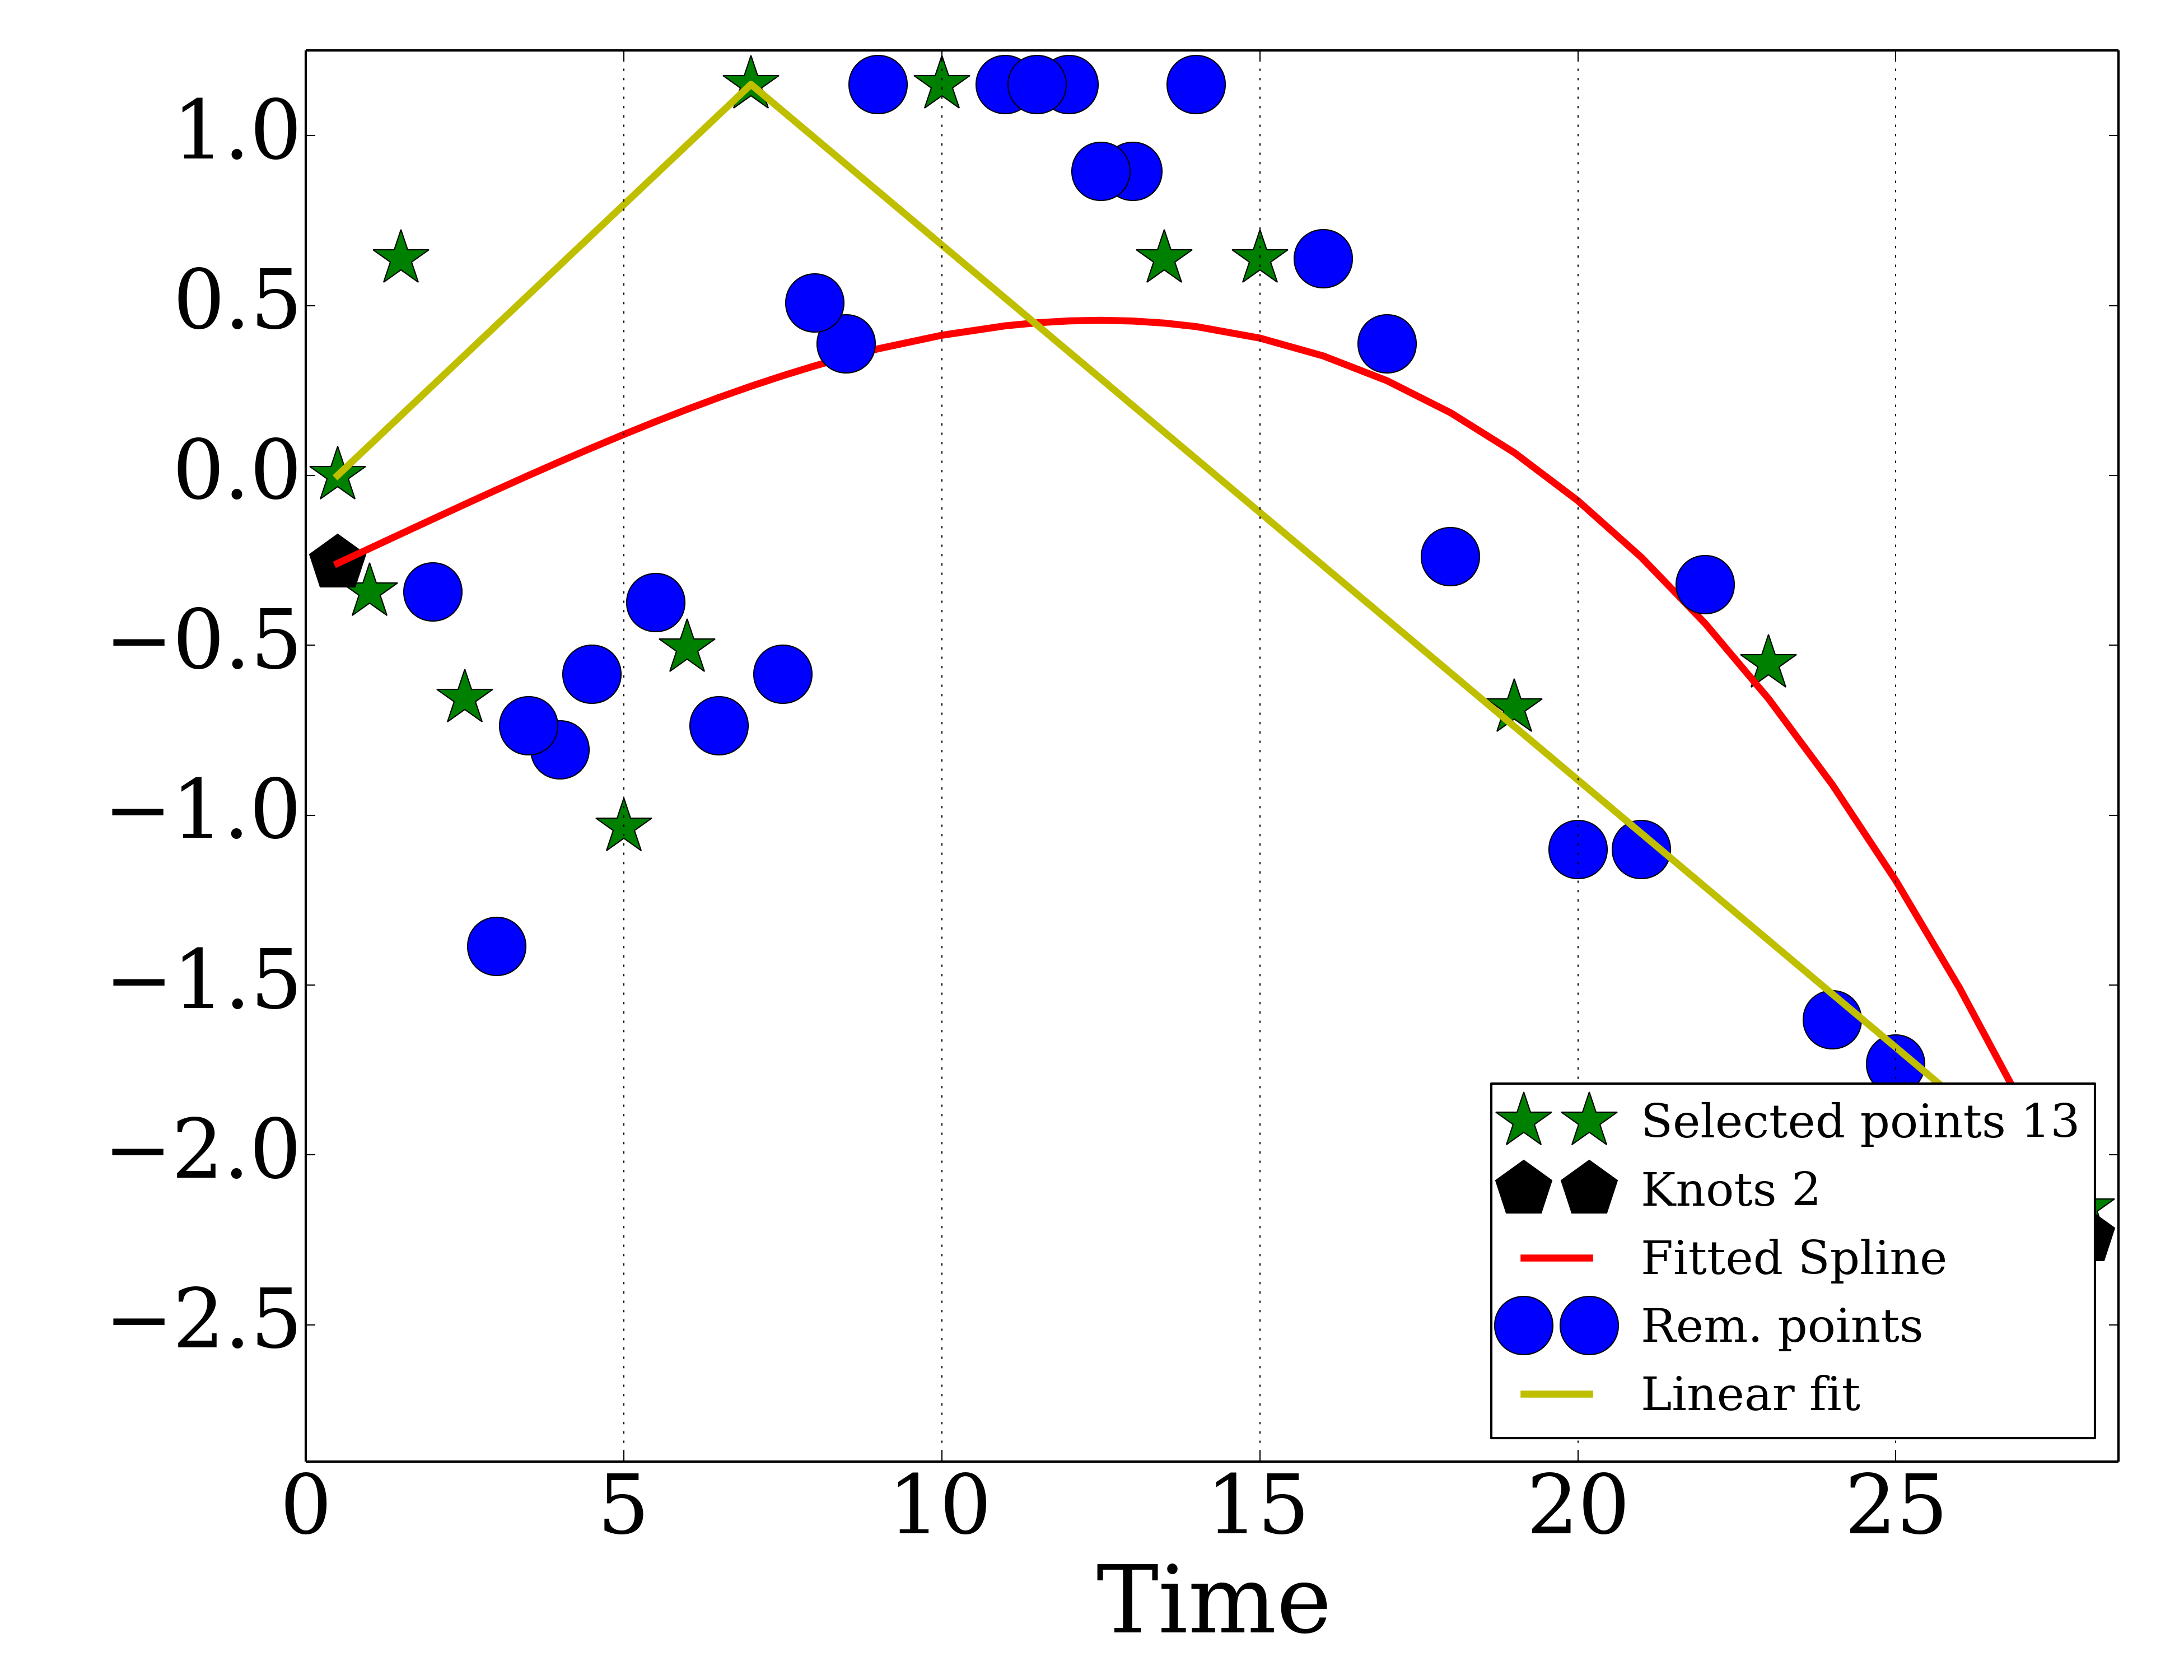 1.0
0.5
0.0
−0.5
−1.0
−1.5
−2.0
−2.5
Selected points 13
Knots 2
Fitted Spline
Rem. points
Linear fit
0 5 10 15 20 25
Time